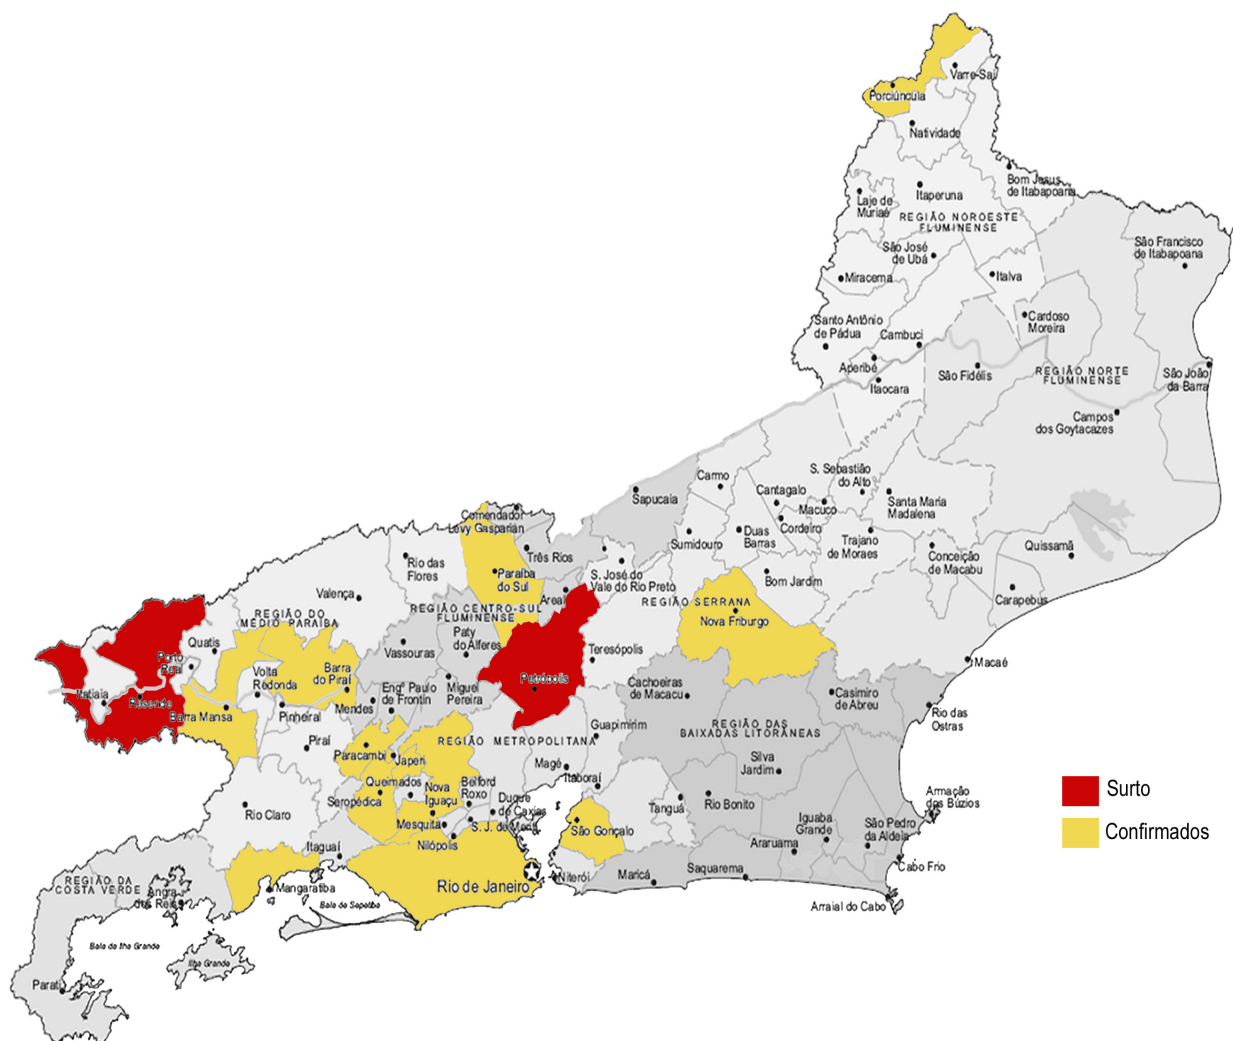 Varre-Sai
Porciúncula
Natividade
Bom Jesus
de Itabapoana
Itaperuna
Laje de
Muriaé
REGIÃO NOROESTE
FLUMINENSE
São José
de Ubá
São Francisco
de Itabapoana
Miracema
Italva
Santo Antônio
de Pádua
Cardoso
Moreira
Cambuci
Aperibé
Itaocara
São Fidélis
REGIÃO NORTE
FLUMINENSE
São João
da Barra
Campos
dos Goytacazes
Carmo
S. Sebastião
do Alto
Sapucaia
Cantagalo
Macuco
Cordeiro
Santa Maria
Madalena
Comendador
Levy Gasparian
Sumidouro
Duas
Barras
Trajano
de Moraes
Conceição
de Macabu
Quissamã
Três Rios
Rio das
Flores
Paraíba
do Sul
S. José do
Vale do Rio Preto
Bom Jardim
Carapebus
Valença
Areal
REGIÃO SERRANA
REGIÃO DO
MÉDIO PARAÍBA
REGIÃO CENTRO-SUL
FLUMINENSE
Nova Friburgo
Quatis
Paty
do Alferes
Vassouras
Teresópolis
Porto
Real
Macaé
Volta
Redonda
Barra
do Piraí
Petrópolis
Cachoeiras
de Macacu
Itatiaia
Resende
Engº Paulo
de Frontin
Miguel
Pereira
Casimiro
de Abreu
Barra Mansa
Pinheiral
Mendes
Rio das
Ostras
Guapimirim
REGIÃO DAS
BAIXADAS LITORÂNEAS
Piraí
REGIÃO METROPOLITANA
Paracambi
Japeri
Magé
Silva
Jardim
Itaboraí
Queimados
Nova
Iguaçu
Belford
Roxo
Surto
Seropédica
Duque
de Caxias
Tanguá
Rio Bonito
Armação
dos Búzios
Rio Claro
Mesquita
S. J. de Meriti
São Gonçalo
Iguaba
Grande
São Pedro
da Aldeia
Confirmados
Nilópolis
Itaguaí
Araruama
Cabo Frio
REGIÃO DA
COSTA VERDE
Angra
dos Reis
Mangaratiba
Rio de Janeiro
Niterói
Maricá
Saquarema
Baía de Sepetiba
Arraial do Cabo
Baía da Ilha Grande
Ilha Grande
Parati